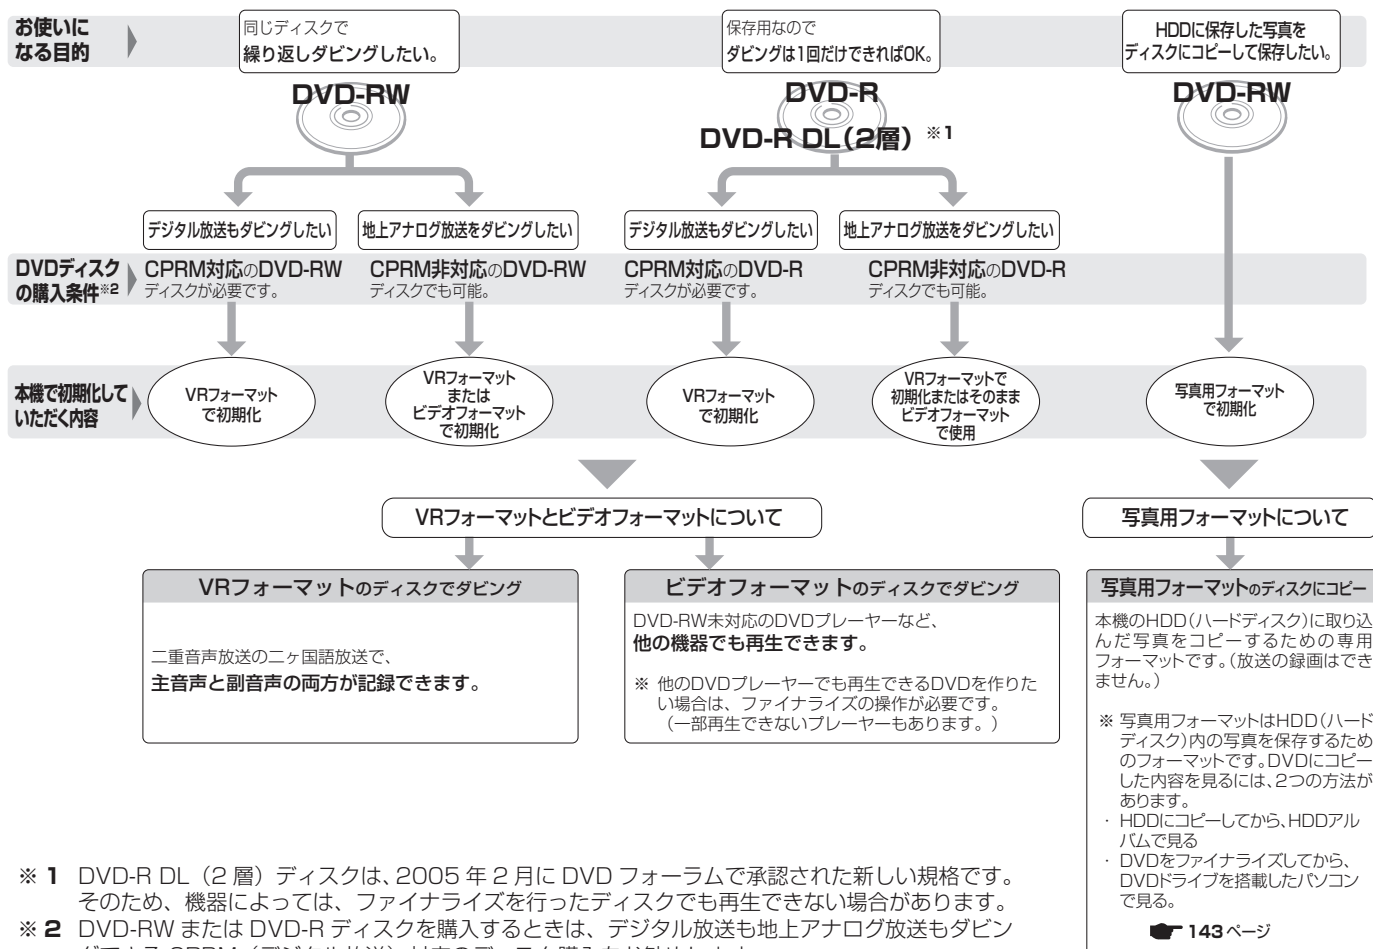 お使いに
なる目的
同じディスクで
繰り返しダビングしたい。
保存用なので
ダビングは1回だけできればOK。
HDDに保存した写真を
ディスクにコピーして保存したい。
DVD-RW
DVD-R
DVD-R DL(2層) ※1
DVD-RW
デジタル放送もダビングしたい
地上アナログ放送をダビングしたい
デジタル放送もダビングしたい
地上アナログ放送をダビングしたい
DVDディスク
の購入条件※2
CPRM対応のDVD-RW
ディスクが必要です。
CPRM非対応のDVD-RW
ディスクでも可能。
CPRM対応のDVD-R
ディスクが必要です。
CPRM非対応のDVD-R
ディスクでも可能。
本機で初期化して
いただく内容
VRフォーマット
で初期化
VRフォーマット
または
ビデオフォーマット
で初期化
VRフォーマット
で初期化
VRフォーマットで
初期化またはそのまま
ビデオフォーマット
で使用
写真用フォーマット
で初期化
VRフォーマットとビデオフォーマットについて
写真用フォーマットについて
VRフォーマットのディスクでダビング
二重音声放送の二ヶ国語放送で、
主音声と副音声の両方が記録できます。
ビデオフォーマットのディスクでダビング
DVD-RW未対応のDVDプレーヤーなど、
他の機器でも再生できます。
※ 他のDVDプレーヤーでも再生できるDVDを作りた
い場合は、ファイナライズの操作が必要です。
(一部再生できないプレーヤーもあります。)
写真用フォーマットのディスクにコピー
本機のHDD(ハードディスク)に取り込
んだ写真をコピーするための専用
フォーマットです。(放送の録画はでき
ません。)
※ 写真用フォーマットはHDD(ハード
ディスク)内の写真を保存するため
のフォーマットです。DVDにコピー
した内容を見るには、2つの方法が
あります。
・ HDDにコピーしてから、HDDアル
バムで見る
・ DVDをファイナライズしてから、
DVDドライブを搭載したパソコン
で見る。
143ページ
※ 1 DVD-R DL(2 層)ディスクは、2005 年 2 月に DVD フォーラムで承認された新しい規格です。
そのため、機器によっては、ファイナライズを行ったディスクでも再生できない場合があります。
※ 2 DVD-RW または DVD-R ディスクを購入するときは、デジタル放送も地上アナログ放送もダビン